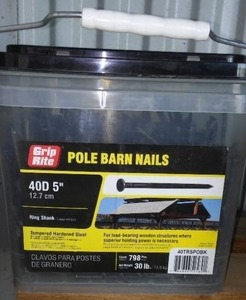 Grip
Rite
POLE BARN NAILS
40D 5"
12.7 cm
Ring Shank
Tempered Hardened Steel
For load-bearing wooden structures where
superior holding power is necessary.
CLAVOS PARA POSTES
DE GRANERO
Count 798
30 lb.
40TRSPOBK